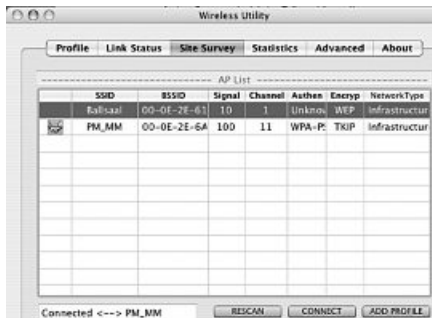 Wireless Utility
Profile Link Status Site Survey Statistics Advanced About
AP List
SSID BSSID Signal Channel Authen Encryp NetworkType
Ballsaal 00-0E-2E-61 10 1 Unknow WEP Infrastructur
PM_MM 00-0E-2E-6A 100 11 WPA-PS TKIP Infrastructur
Connected <--> PM_MM RESCAN CONNECT ADD PROFILE